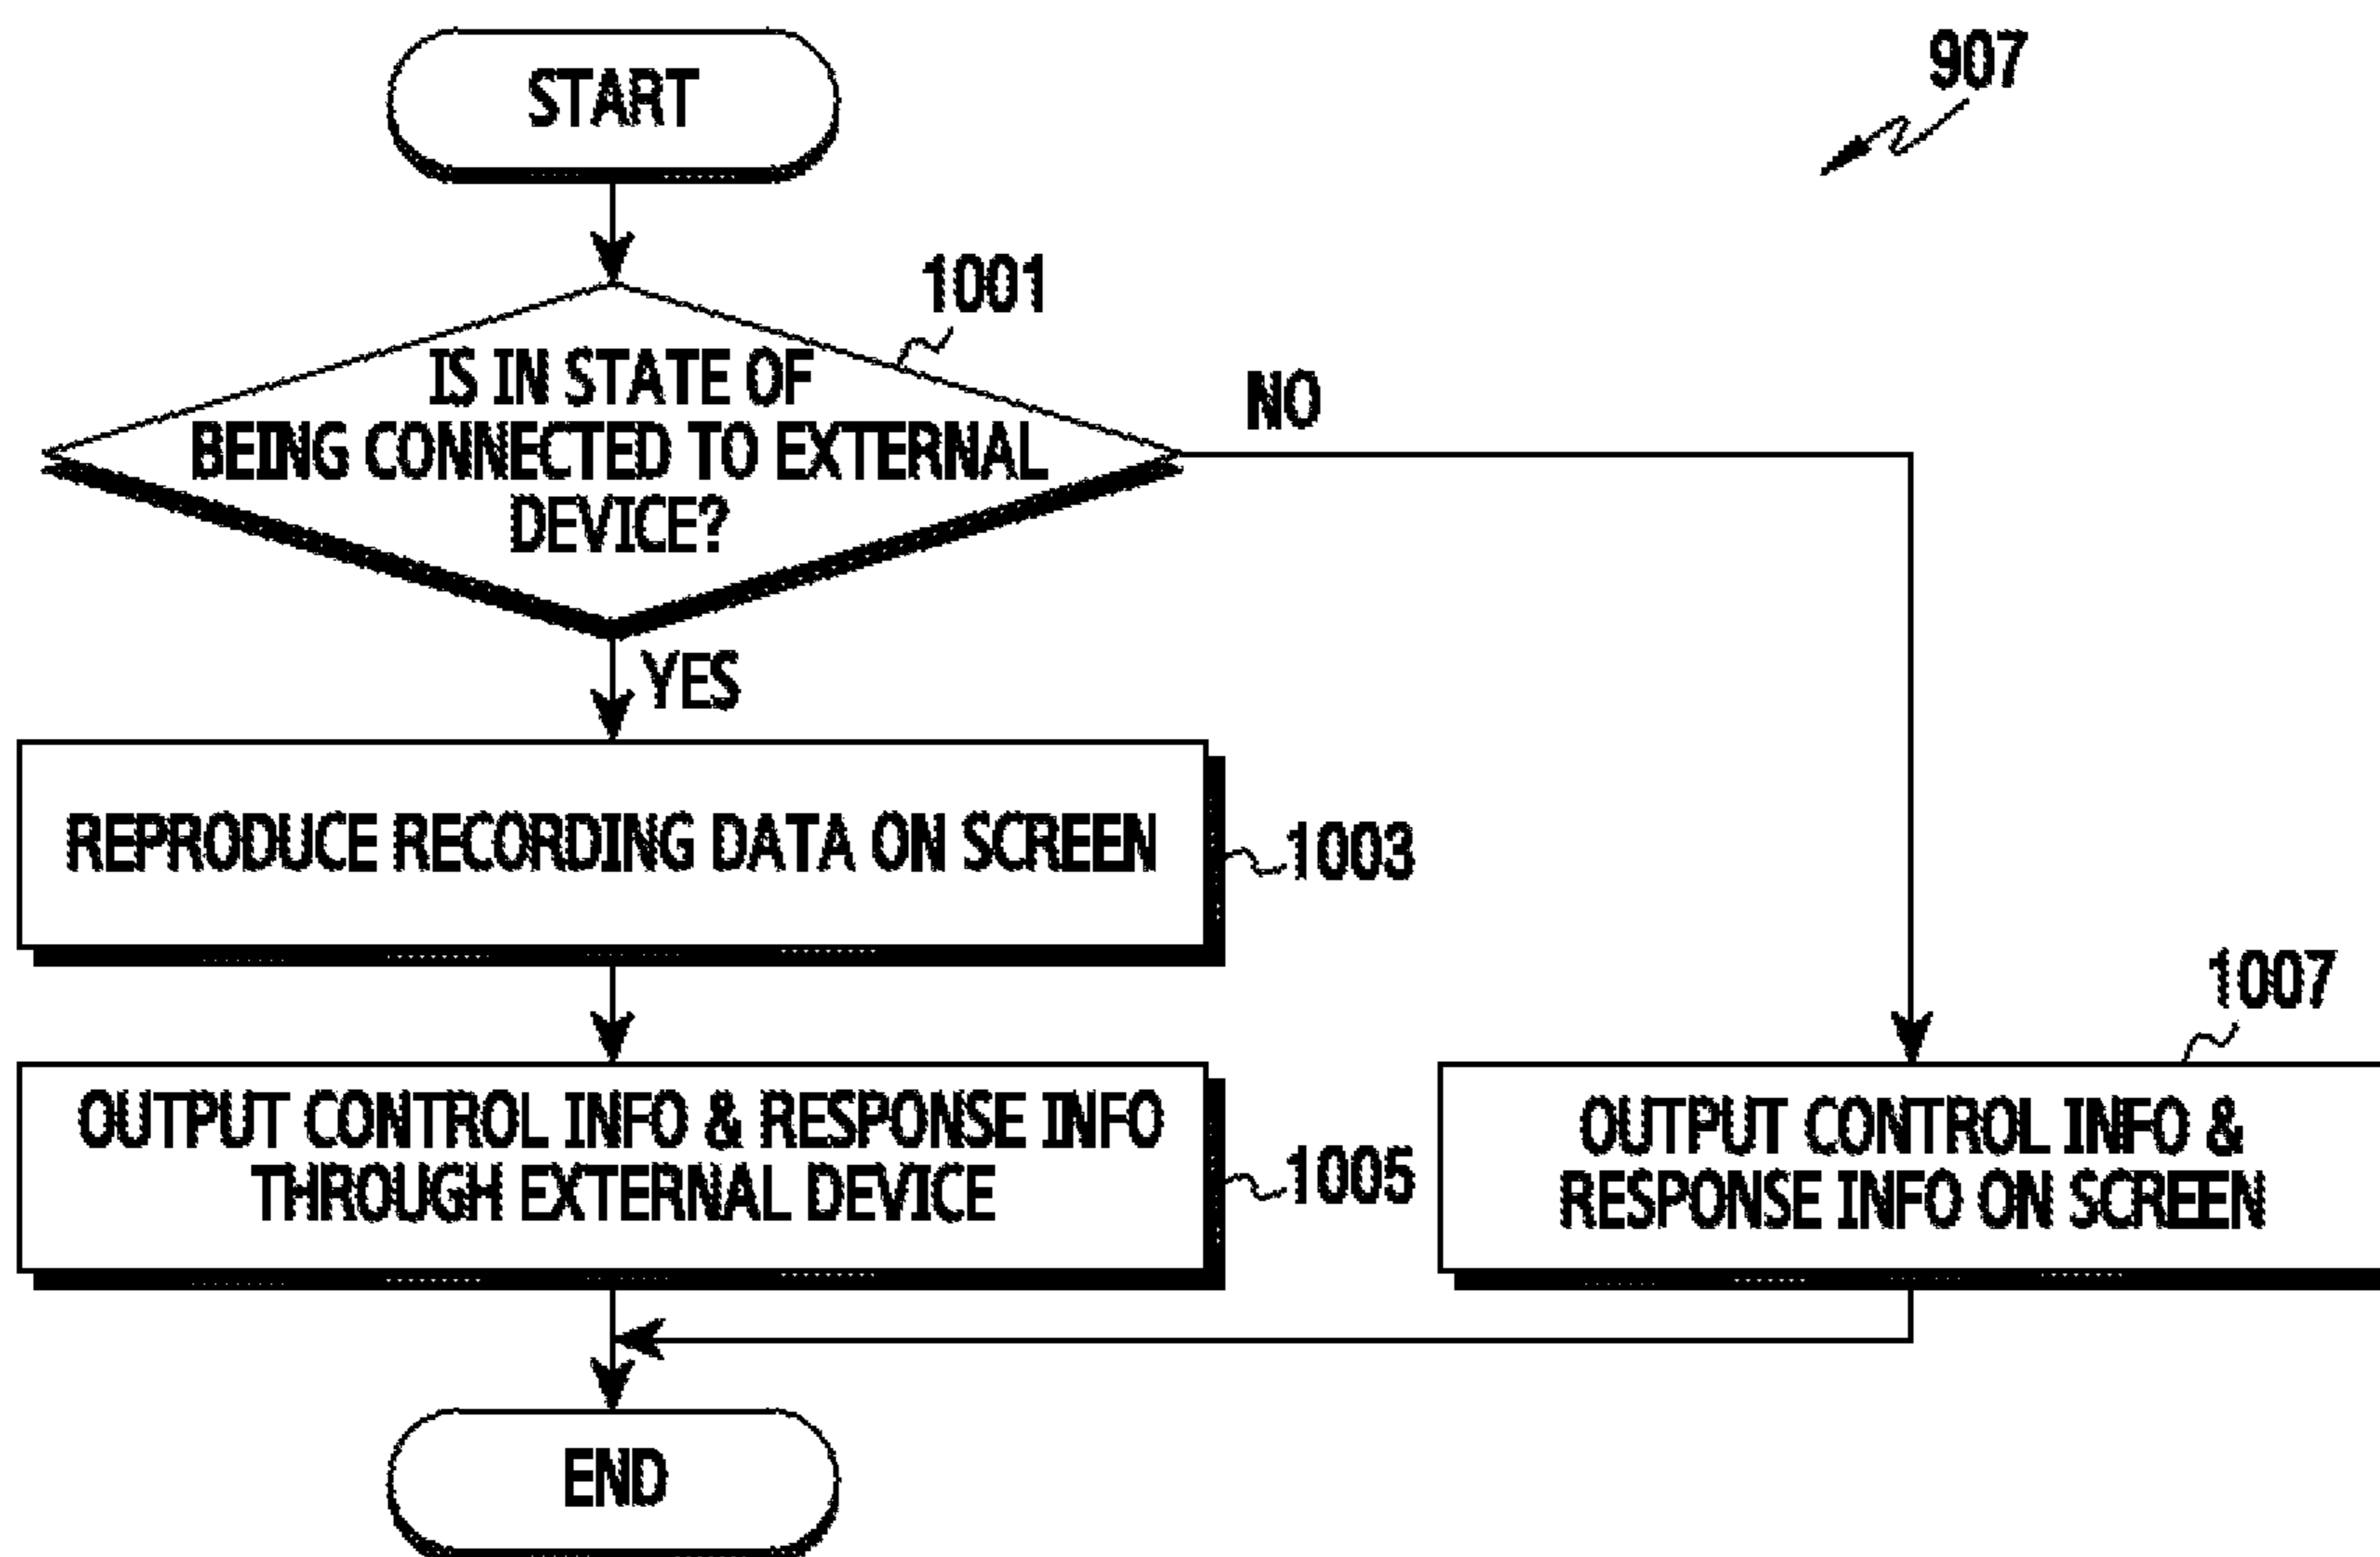 START
907
1001
IS IN STATE OF
BEING CONNECTED TO EXTERNAL
DEVICE?
NO
YES
REPRODUCE RECORDING DATA ON SCREEN
1003
1007
OUTPUT CONTROL INFO & RESPONSE INFO
THROUGH EXTERNAL DEVICE
1005
OUTPUT CONTROL INFO &
RESPONSE INFO ON SCREEN
END